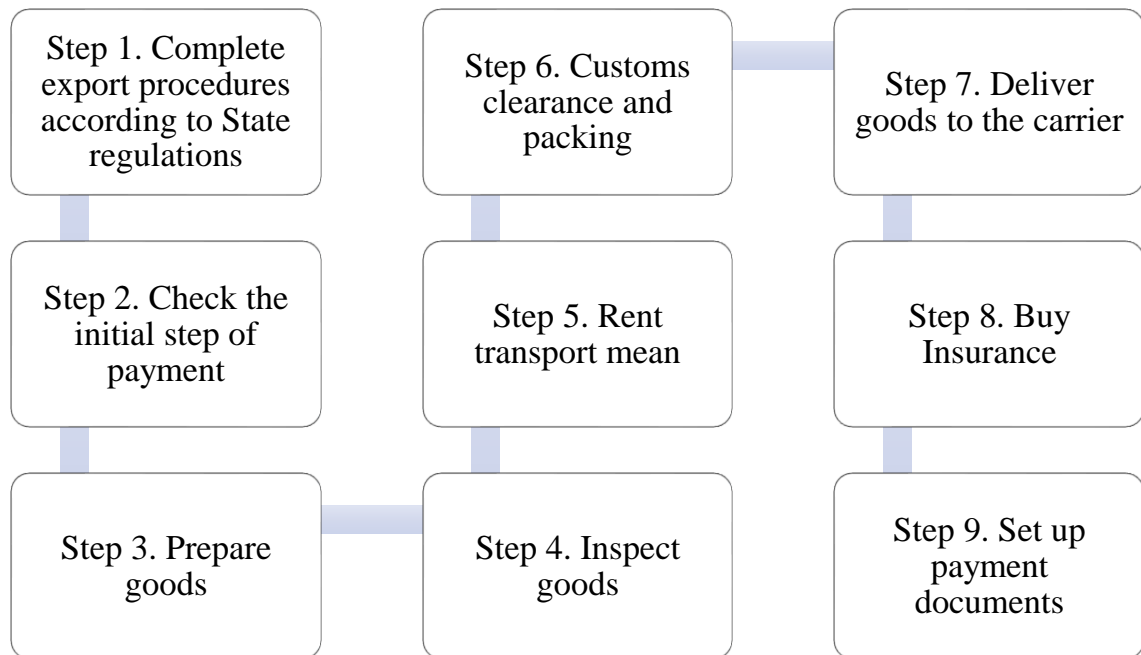 Step 1. Complete
export procedures
according to State
regulations
Step 2. Check the
initial step of
payment
Step 3. Prepare
goods
Step 4. Inspect
goods
Step 5. Rent
transport mean
Step 6. Customs
clearance and
packing
Step 7. Deliver
goods to the carrier
Step 8. Buy
Insurance
Step 9. Set up
payment
documents